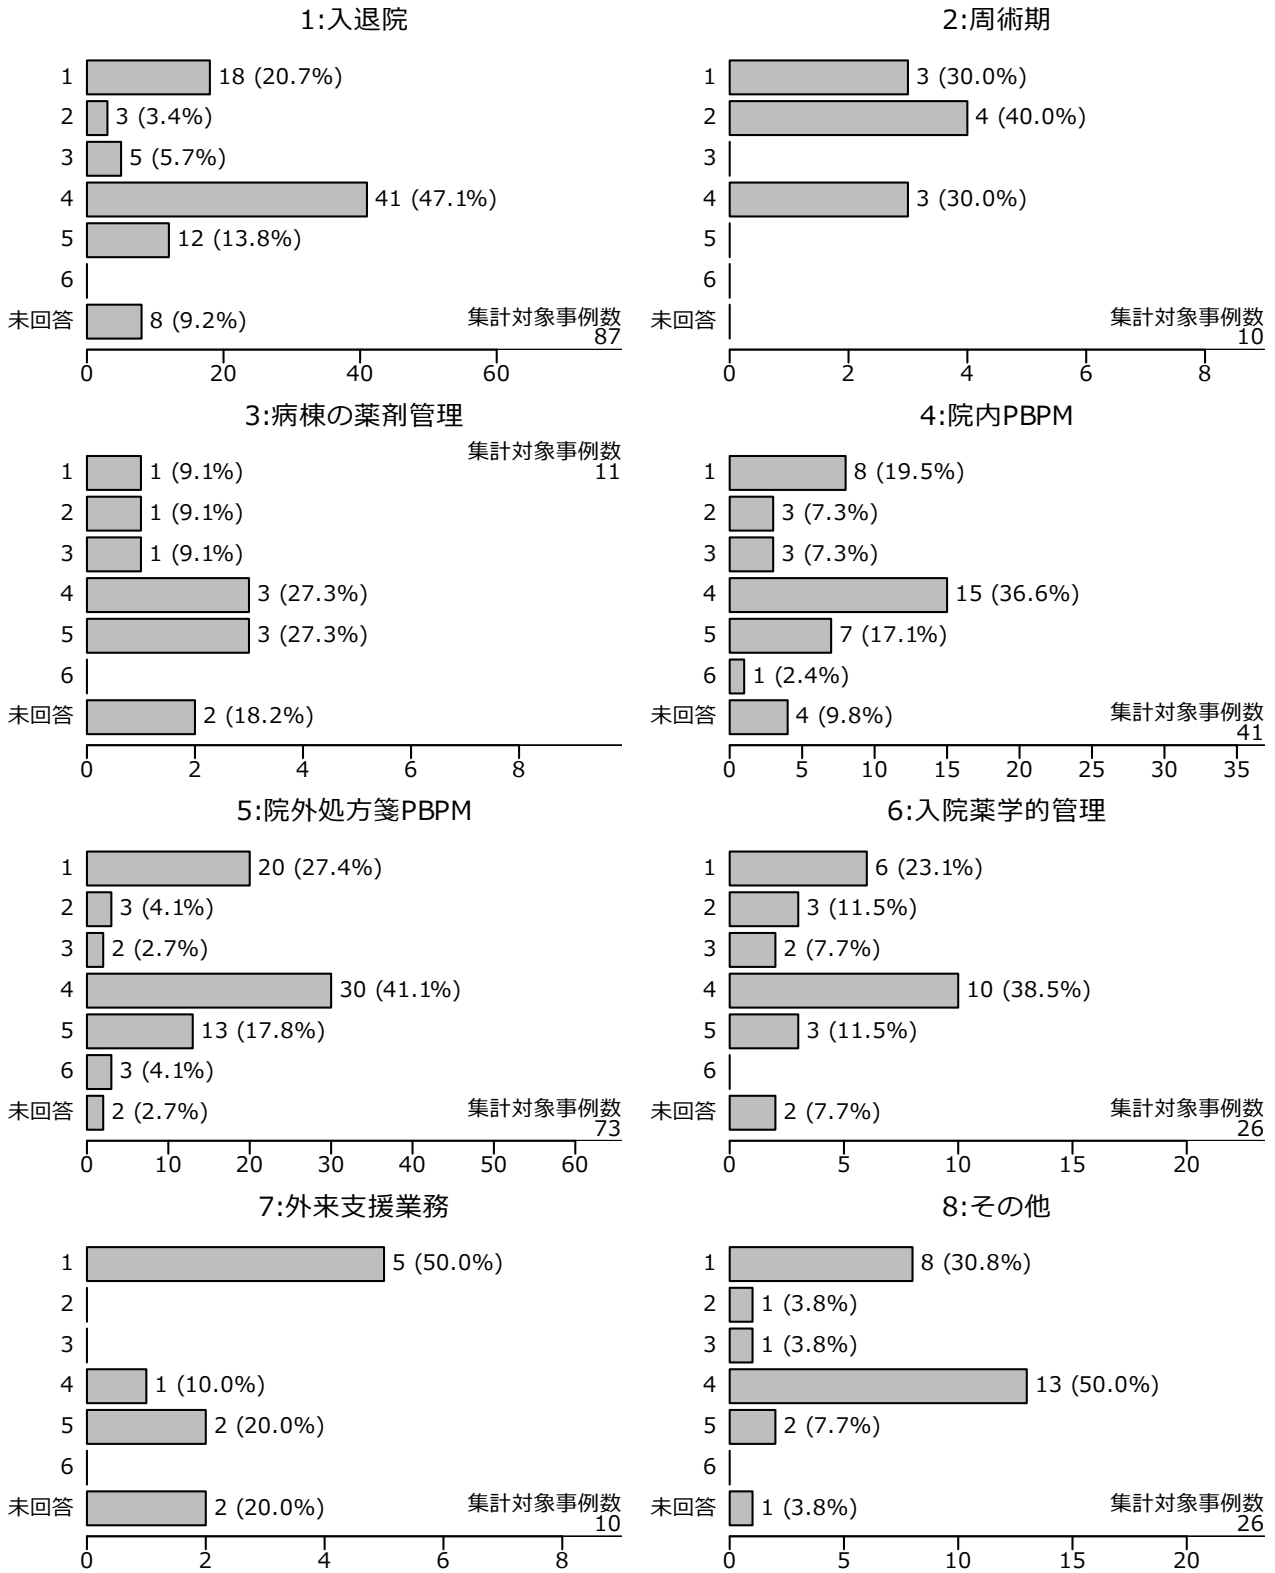 1:入退院
1 18 (20.7%)
2 3 (3.4%)
3 5 (5.7%)
4 41 (47.1%)
5 12 (13.8%)
6
未回答 8 (9.2%)
集計対象事例数
87
0 20 40 60
2:周術期
1 3 (30.0%)
2 4 (40.0%)
3
4 3 (30.0%)
5
6
未回答
集計対象事例数
10
0 2 4 6 8
3:病棟の薬剤管理
集計対象事例数
11
1 1 (9.1%)
2 1 (9.1%)
3 1 (9.1%)
4 3 (27.3%)
5 3 (27.3%)
6
未回答 2 (18.2%)
0 2 4 6 8
4:院内PBPM
1 8 (19.5%)
2 3 (7.3%)
3 3 (7.3%)
4 15 (36.6%)
5 7 (17.1%)
6 1 (2.4%)
未回答 4 (9.8%)
集計対象事例数
41
0 5 10 15 20 25 30 35
5:院外処方箋PBPM
1 20 (27.4%)
2 3 (4.1%)
3 2 (2.7%)
4 30 (41.1%)
5 13 (17.8%)
6 3 (4.1%)
未回答 2 (2.7%)
集計対象事例数
73
0 10 20 30 40 50 60
6:入院薬学的管理
1 6 (23.1%)
2 3 (11.5%)
3 2 (7.7%)
4 10 (38.5%)
5 3 (11.5%)
6
未回答 2 (7.7%)
集計対象事例数
26
0 5 10 15 20
7:外来支援業務
1 5 (50.0%)
2
3
4 1 (10.0%)
5 2 (20.0%)
6
未回答 2 (20.0%)
集計対象事例数
10
0 2 4 6 8
8:その他
1 8 (30.8%)
2 1 (3.8%)
3 1 (3.8%)
4 13 (50.0%)
5 2 (7.7%)
6
未回答 1 (3.8%)
集計対象事例数
26
0 5 10 15 20